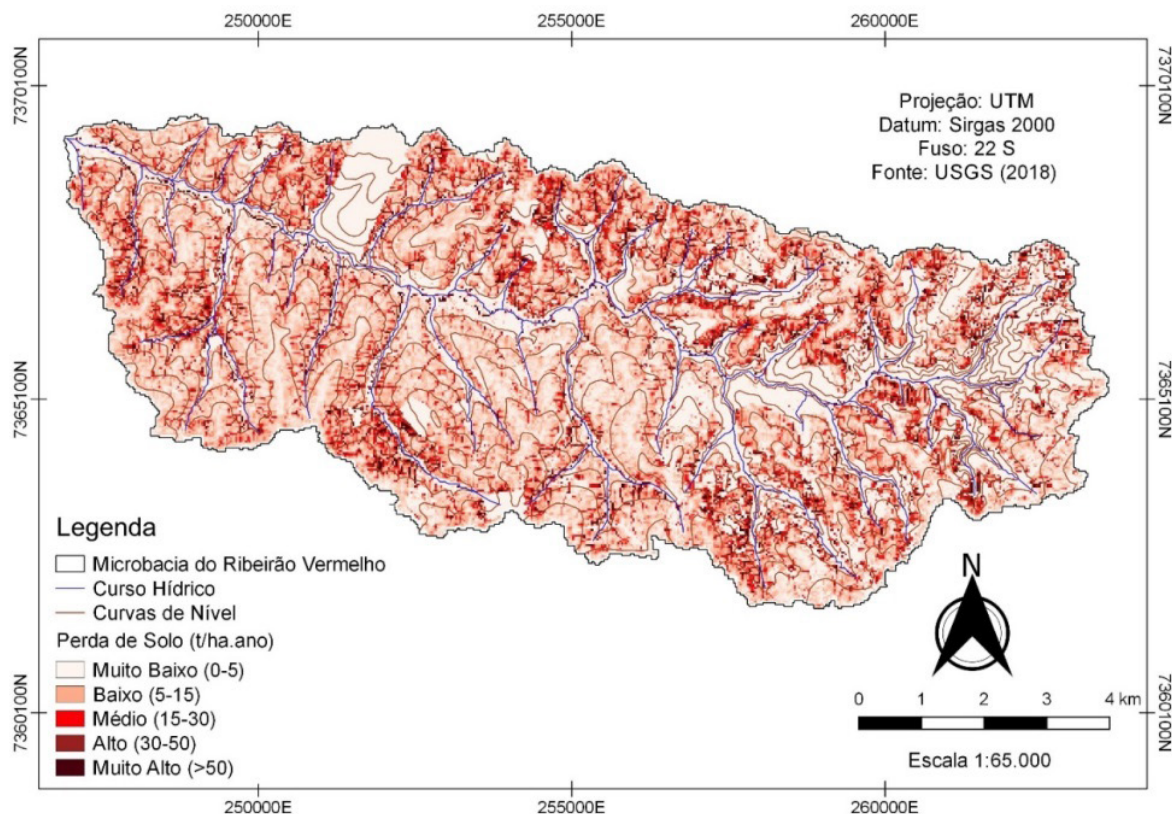 250000E
255000E
260000E
7370100N
7370100N
Projeção: UTM
Datum: Sirgas 2000
Fuso: 22 S
Fonte: USGS (2018)
7365100N
7365100N
Legenda
Microbacia do Ribeirão Vermelho
Curso Hídrico
Curvas de Nível
Perda de Solo (t/ha.ano)
Muito Baixo (0-5)
Baixo (5-15)
Médio (15-30)
Alto (30-50)
Muito Alto (>50)
N
0 1 2 3 4 km
Escala 1:65.000
7360100N
7360100N
250000E
255000E
260000E